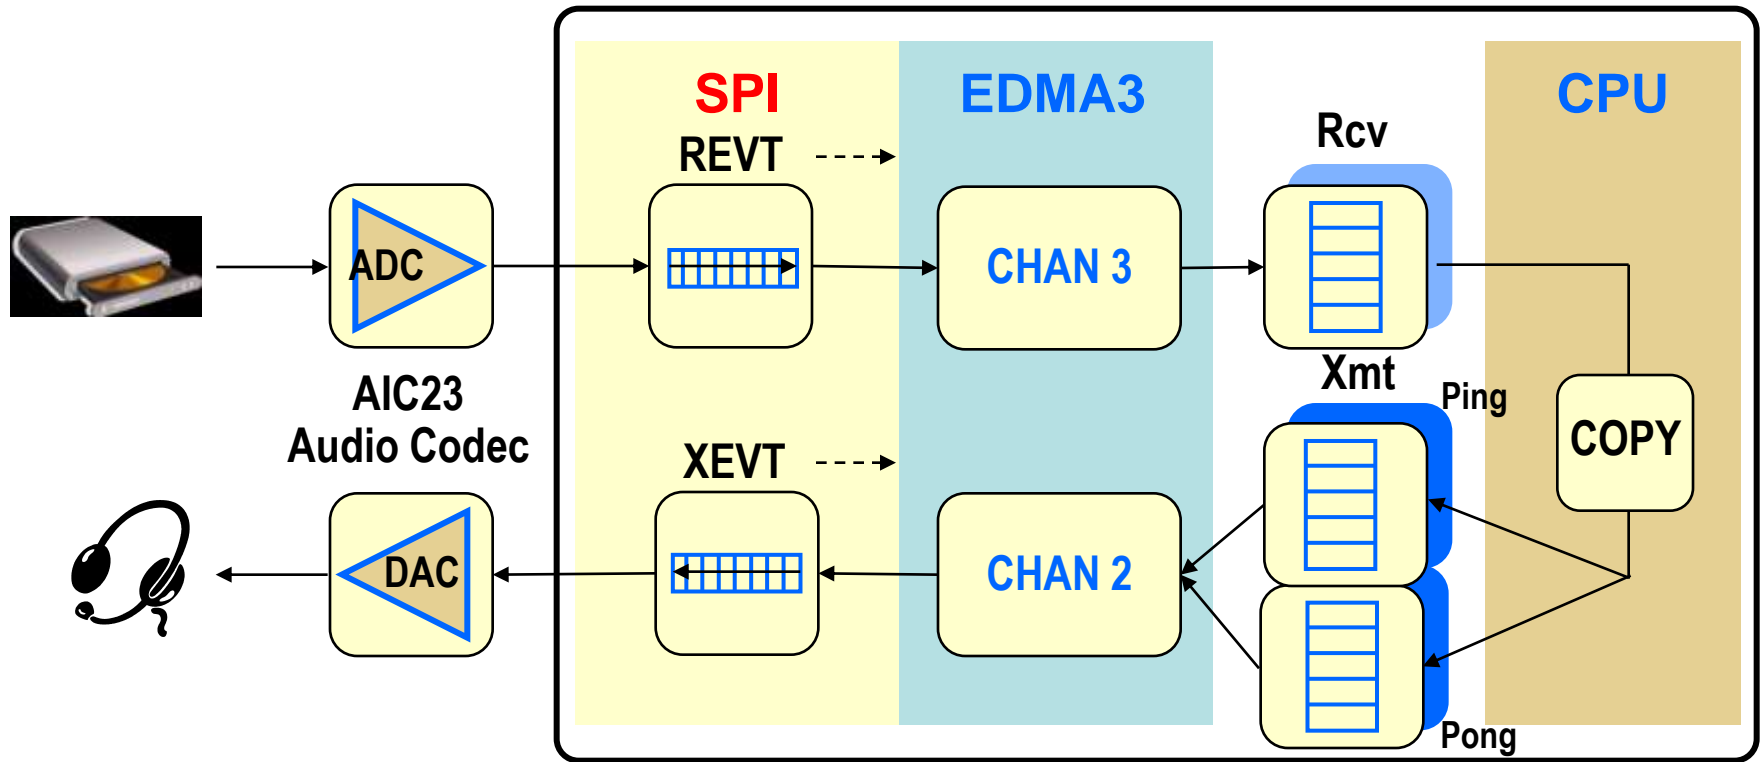 SPI
EDMA3
CPU
Rcv
REVT
ADC
CHAN 3
Xmt
AIC23
Audio Codec
Ping
COPY
XEVT
DAC
CHAN 2
Pong